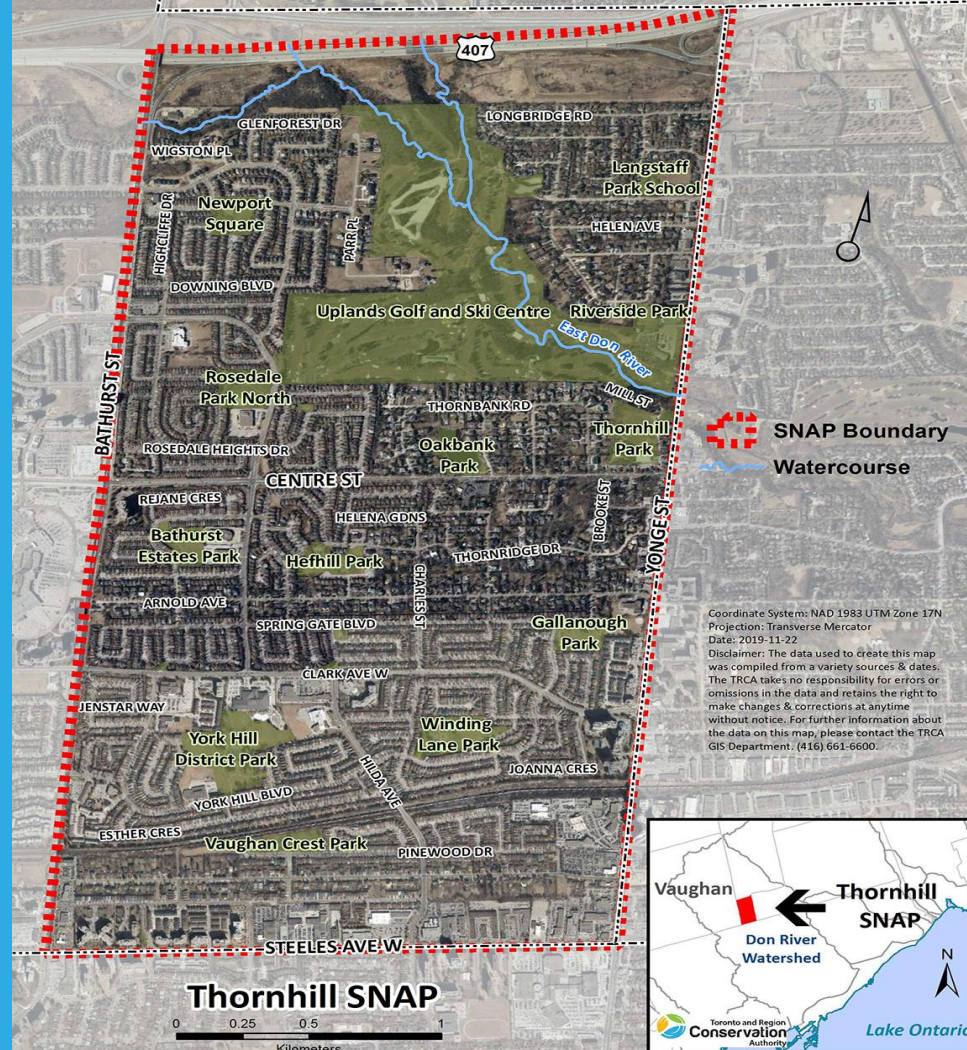 407
LONGBRIDGE RD
GLENFOREST DR
WIGSTON PL
Langstaff
Park School
Newport
Square
HIGHCLIFFE DR
PARR PL
HELEN AVE
DOWNING BLVD
Uplands Golf and Ski Centre
Riverside Park
East Don River
BATHURST ST
Rosedale
Park North
MILL ST
THORNBANK RD
Thornhill
Park
Oakbank
Park
ROSEDALE HEIGHTS DR
CENTRE ST
SNAP Boundary
Watercourse
REJANE CRES
HELENA GDNS
BROOKE ST
YONGE ST
Bathurst
Estates Park
Hefhill Park
THORNRIDGE DR
CHARLES ST
ARNOLD AVE
SPRING GATE BLVD
Gallanough
Park
Coordinate System: NAD 1983 UTM Zone 17N
Projection: Transverse Mercator
Date: 2019-11-22
Disclaimer: The data used to create this map
was compiled from a variety sources & dates.
The TRCA takes no responsibility for errors or
omissions in the data and retains the right to
make changes & corrections at anytime
without notice. For further information about
the data on this map, please contact the TRCA
GIS Department. (416) 661-6600.
CLARK AVE W
JENSTAR WAY
York Hill
District Park
Winding
Lane Park
HILDA AVE
JOANNA CRES
YORK HILL BLVD
ESTHER CRES
Vaughan Crest Park
PINEWOOD DR
STEELES AVE W
Thornhill SNAP
0 0.25 0.5 1
Kilometers
Vaughan
Thornhill
SNAP
Don River
Watershed
N
Toronto and Region
Conservation
Authority
Lake Ontario